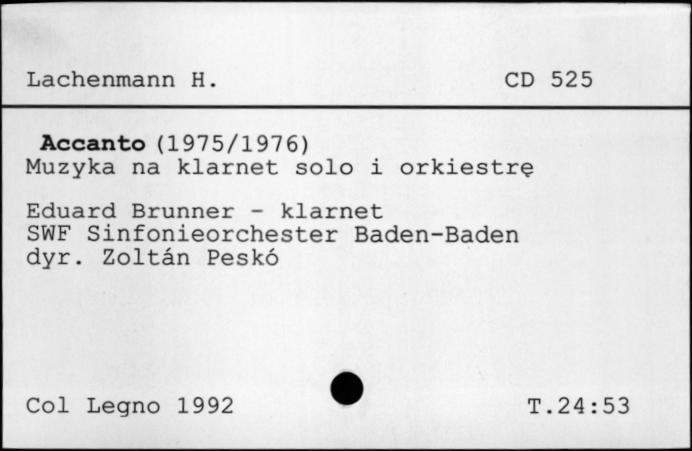 Lachenmann H. CD 525
Accanto (1975/1976)
Muzyka na klarnet solo i orkiestrę
Eduard Brunner - klarnet
SWF Sinfonieorchester Baden-Baden
dyr. Zoltán Peskó
Col Legno 1992 T.24:53